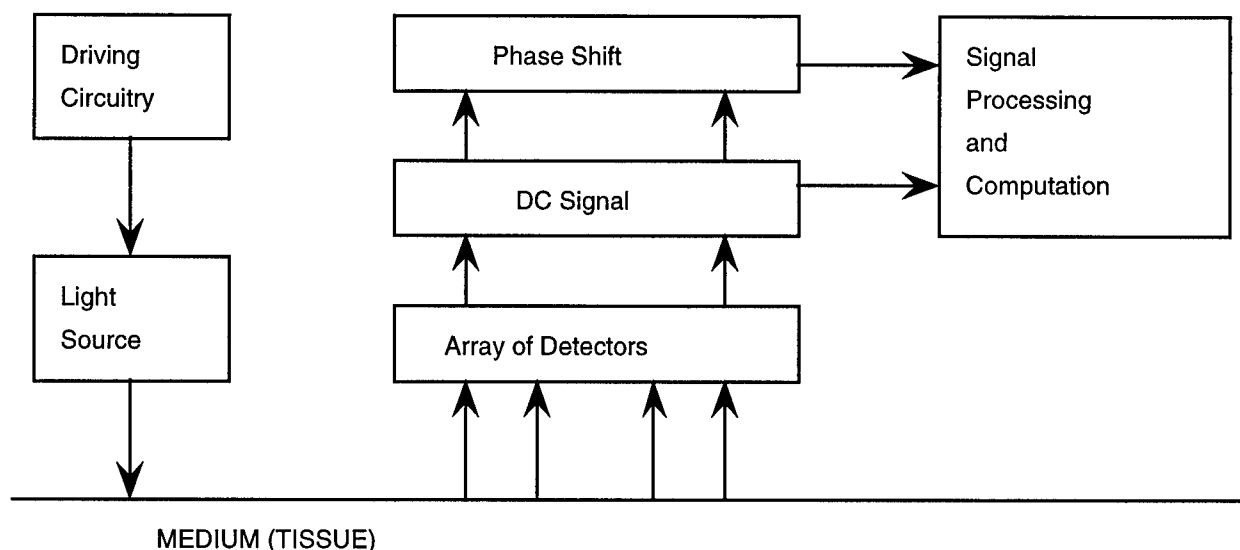 Driving
Circuitry
Light
Source
Phase Shift
DC Signal
Array of Detectors
Signal
Processing
and
Computation
MEDIUM (TISSUE)